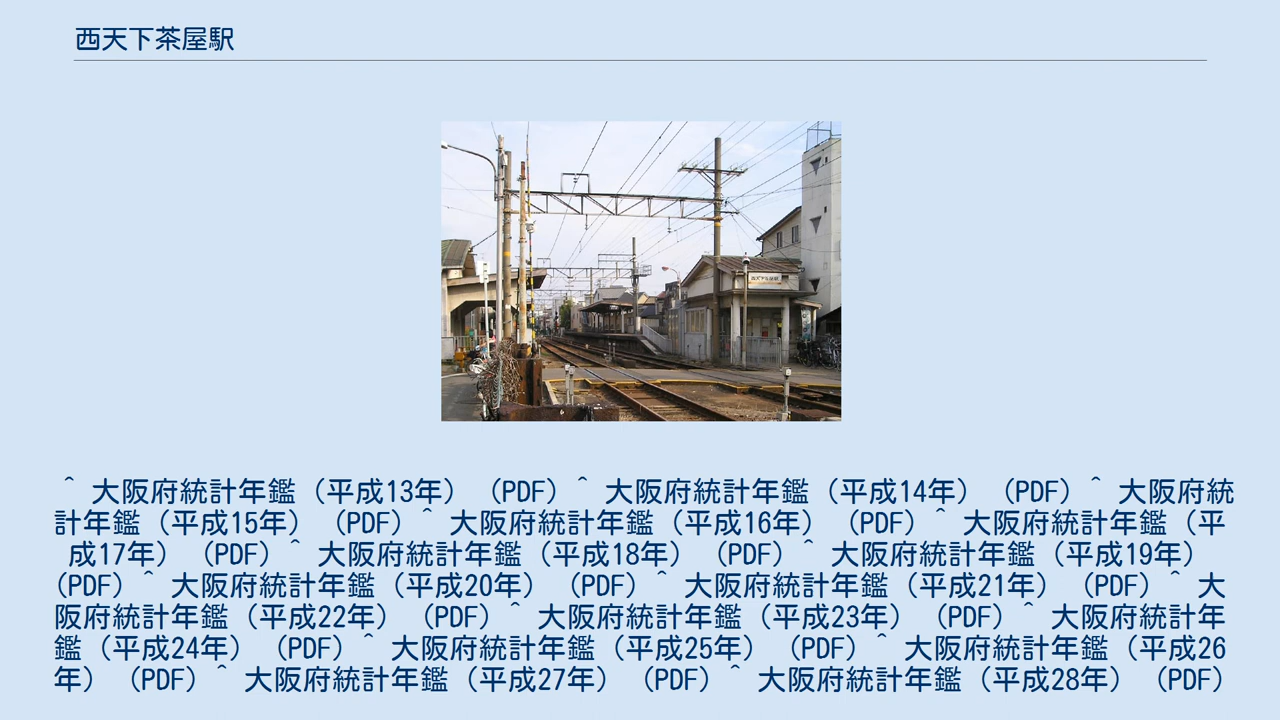 西天下茶屋駅
西天下茶屋駅
^ 大阪府統計年鑑（平成13年）（PDF）^ 大阪府統計年鑑（平成14年）（PDF）^ 大阪府統
計年鑑（平成15年）（PDF）^ 大阪府統計年鑑（平成16年）（PDF）^ 大阪府統計年鑑（平
成17年）（PDF）^ 大阪府統計年鑑（平成18年）（PDF）^ 大阪府統計年鑑（平成19年）
（PDF）^ 大阪府統計年鑑（平成20年）（PDF）^ 大阪府統計年鑑（平成21年）（PDF）^ 大
阪府統計年鑑（平成22年）（PDF）^ 大阪府統計年鑑（平成23年）（PDF）^ 大阪府統計年
鑑（平成24年）（PDF）^ 大阪府統計年鑑（平成25年）（PDF）^ 大阪府統計年鑑（平成26
年）（PDF）^ 大阪府統計年鑑（平成27年）（PDF）^ 大阪府統計年鑑（平成28年）（PDF）